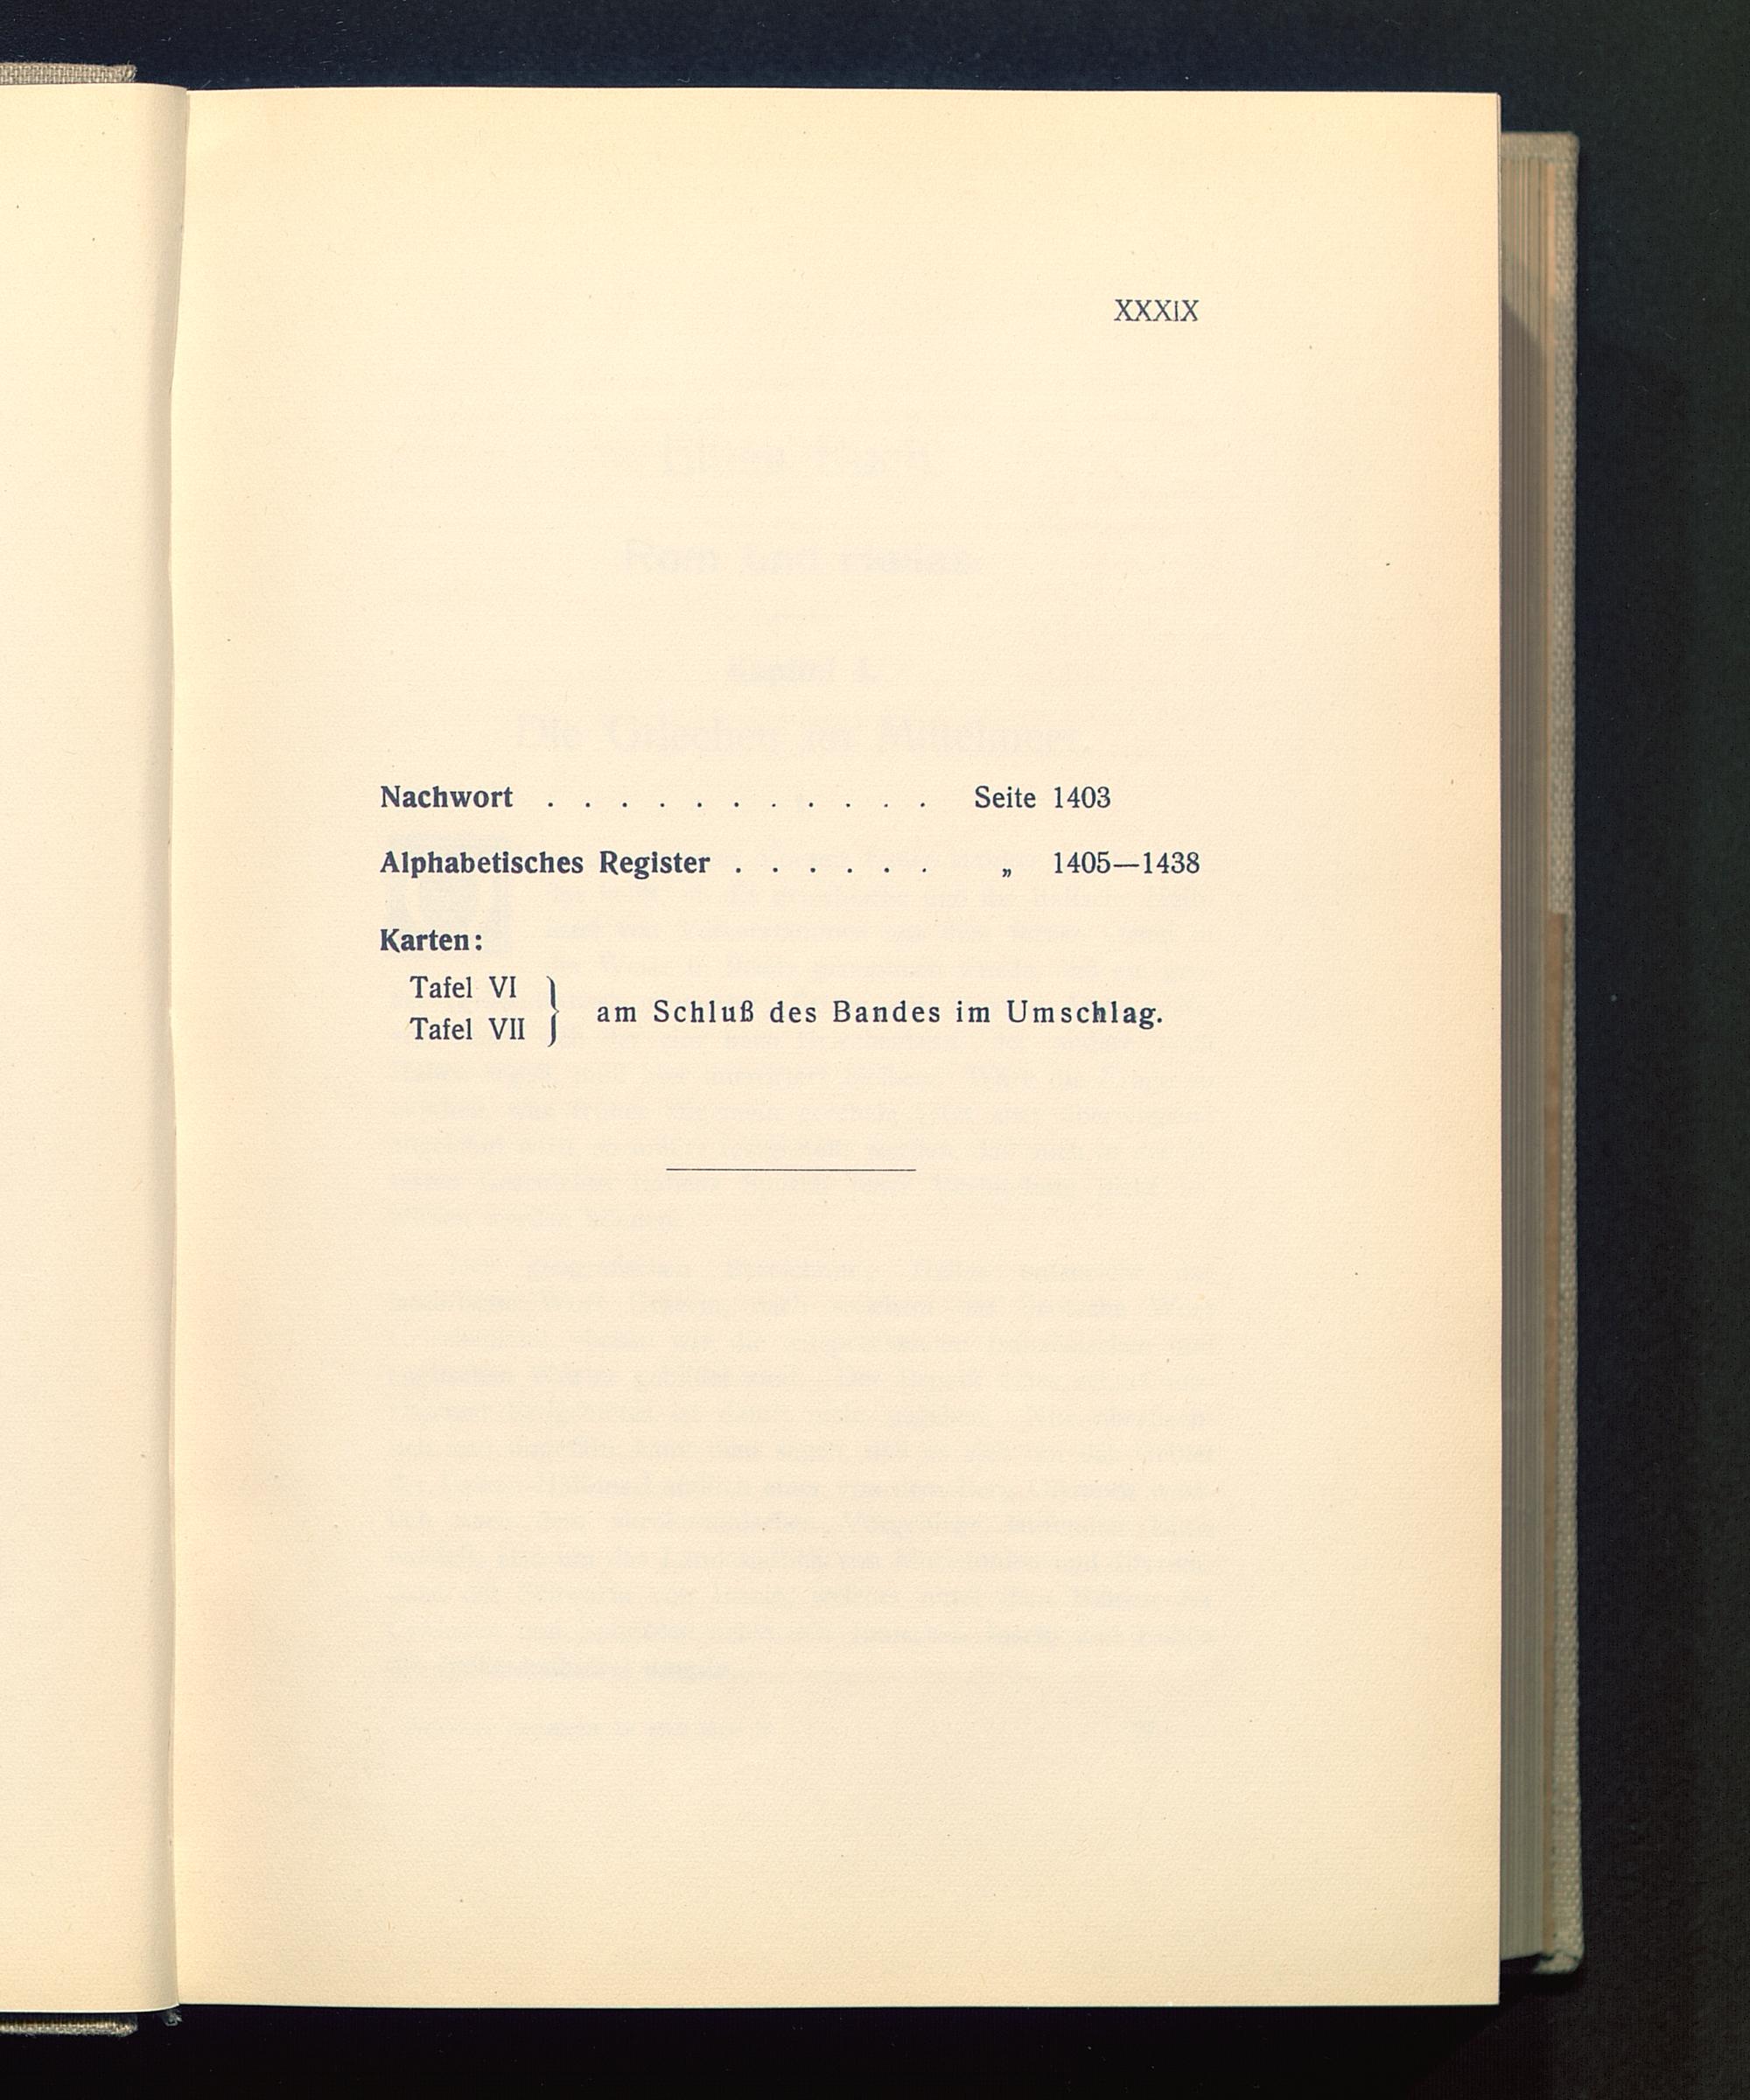 XXXIX
Nachwort . . . . . . . . . . . Seite 1403
Alphabetisches Register . . . . . . „ 1405—1438
Karten:
Tafel VI
Tafel VII } am Schluß des Bandes im Umschlag.